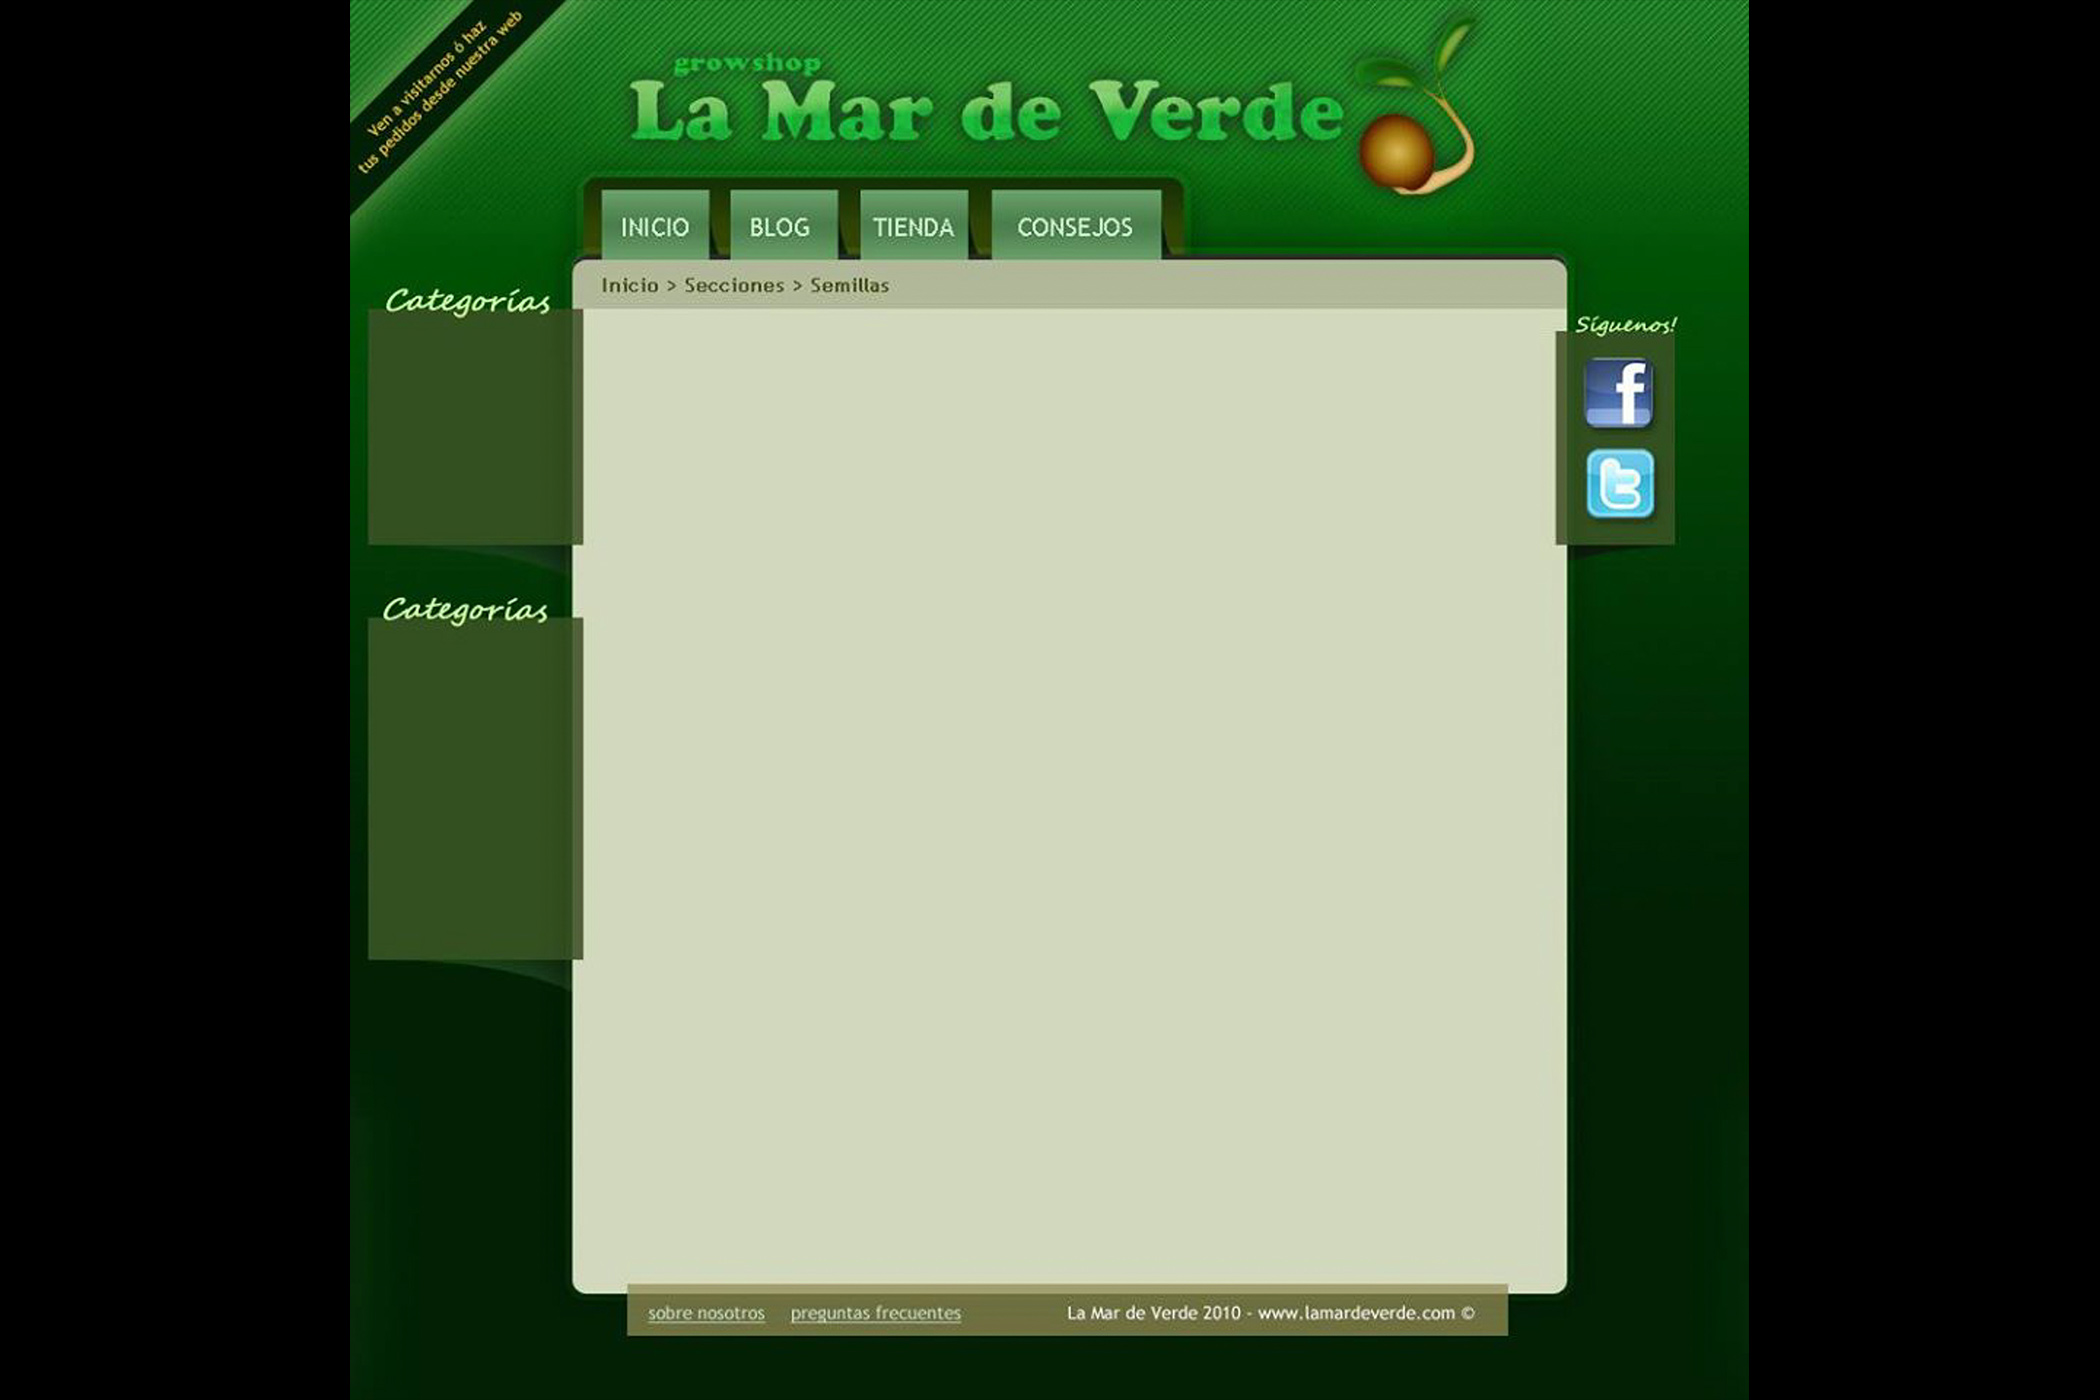 Ven a visitarnos ó haz
tus pedidos desde nuestra web
growshop
La Mar de Verde
INICIO BLOG TIENDA CONSEJOS
Inicio > Secciones > Semillas
Categorías
Síguenos!
f
t
Categorías
sobre nosotros preguntas frecuentes La Mar de Verde 2010 - www.lamardeverde.com ©